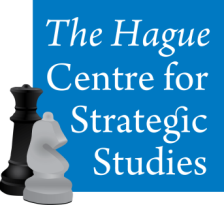 The Hague
Centre for
Strategic
Studies